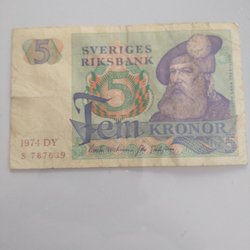 5
SVERIGES
RIKSBANK
5
Fem KRONOR
1974 DY
S 787639
5